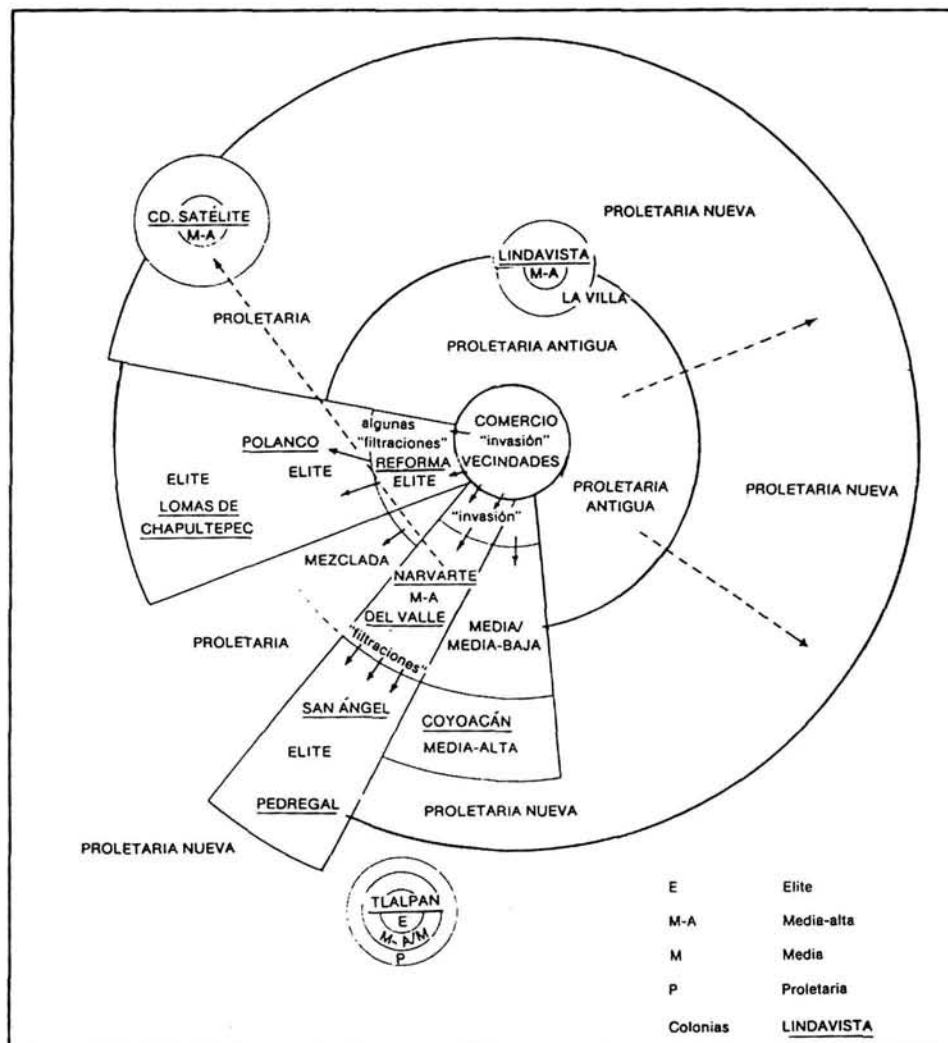 PROLETARIA NUEVA
CD. SATÉLITE
M-A
LINDAVISTA
M-A
LA VILLA
PROLETARIA
PROLETARIA ANTIGUA
COMERCIO
"invasión"
VECINDADES
algunas
"filtraciones"
REFORMA
ELITE
POLANCO
ELITE
ELITE
LOMAS DE
CHAPULTEPEC
PROLETARIA
ANTIGUA
PROLETARIA NUEVA
"invasión"
MEZCLADA
NARVARTE
M-A
DEL VALLE
MEDIA/
MEDIA-BAJA
PROLETARIA
"filtraciones"
SAN ÁNGEL
ELITE
COYOACÁN
MEDIA-ALTA
PEDREGAL
PROLETARIA NUEVA
PROLETARIA NUEVA
TLALPAN
E
M-A/M
P
E Elite
M-A Media-alta
M Media
P Proletaria
Colonias LINDAVISTA